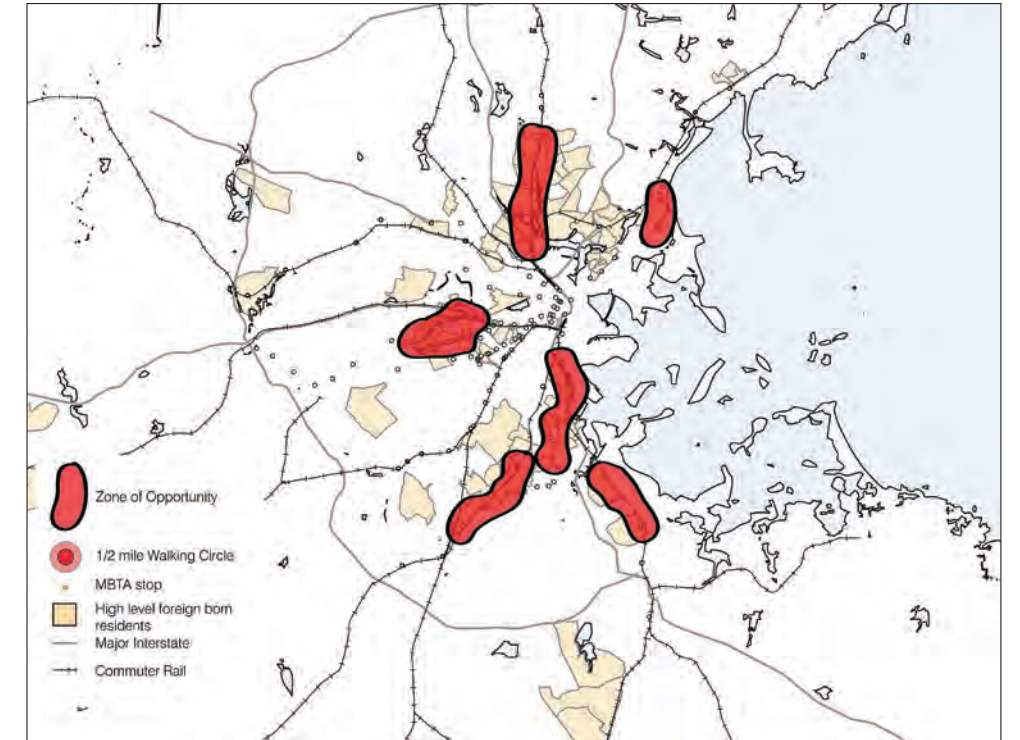 Zone of Opportunity
1/2 mile Walking Circle
MBTA stop
High level foreign born
residents
Major Interstate
Commuter Rail